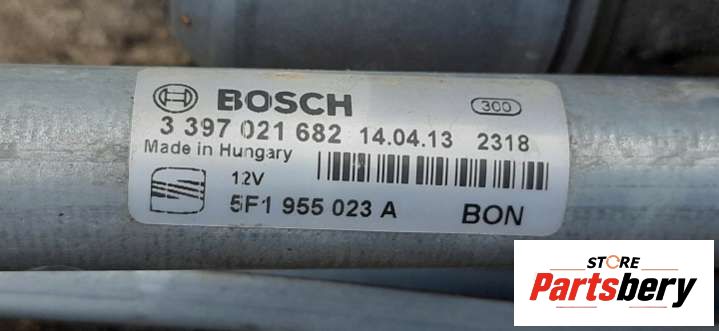 BOSCH
300
3 397 021 682 14.04.13 2318
Made in Hungary
12V
5F1 955 023 A BON
STORE
Partsbery